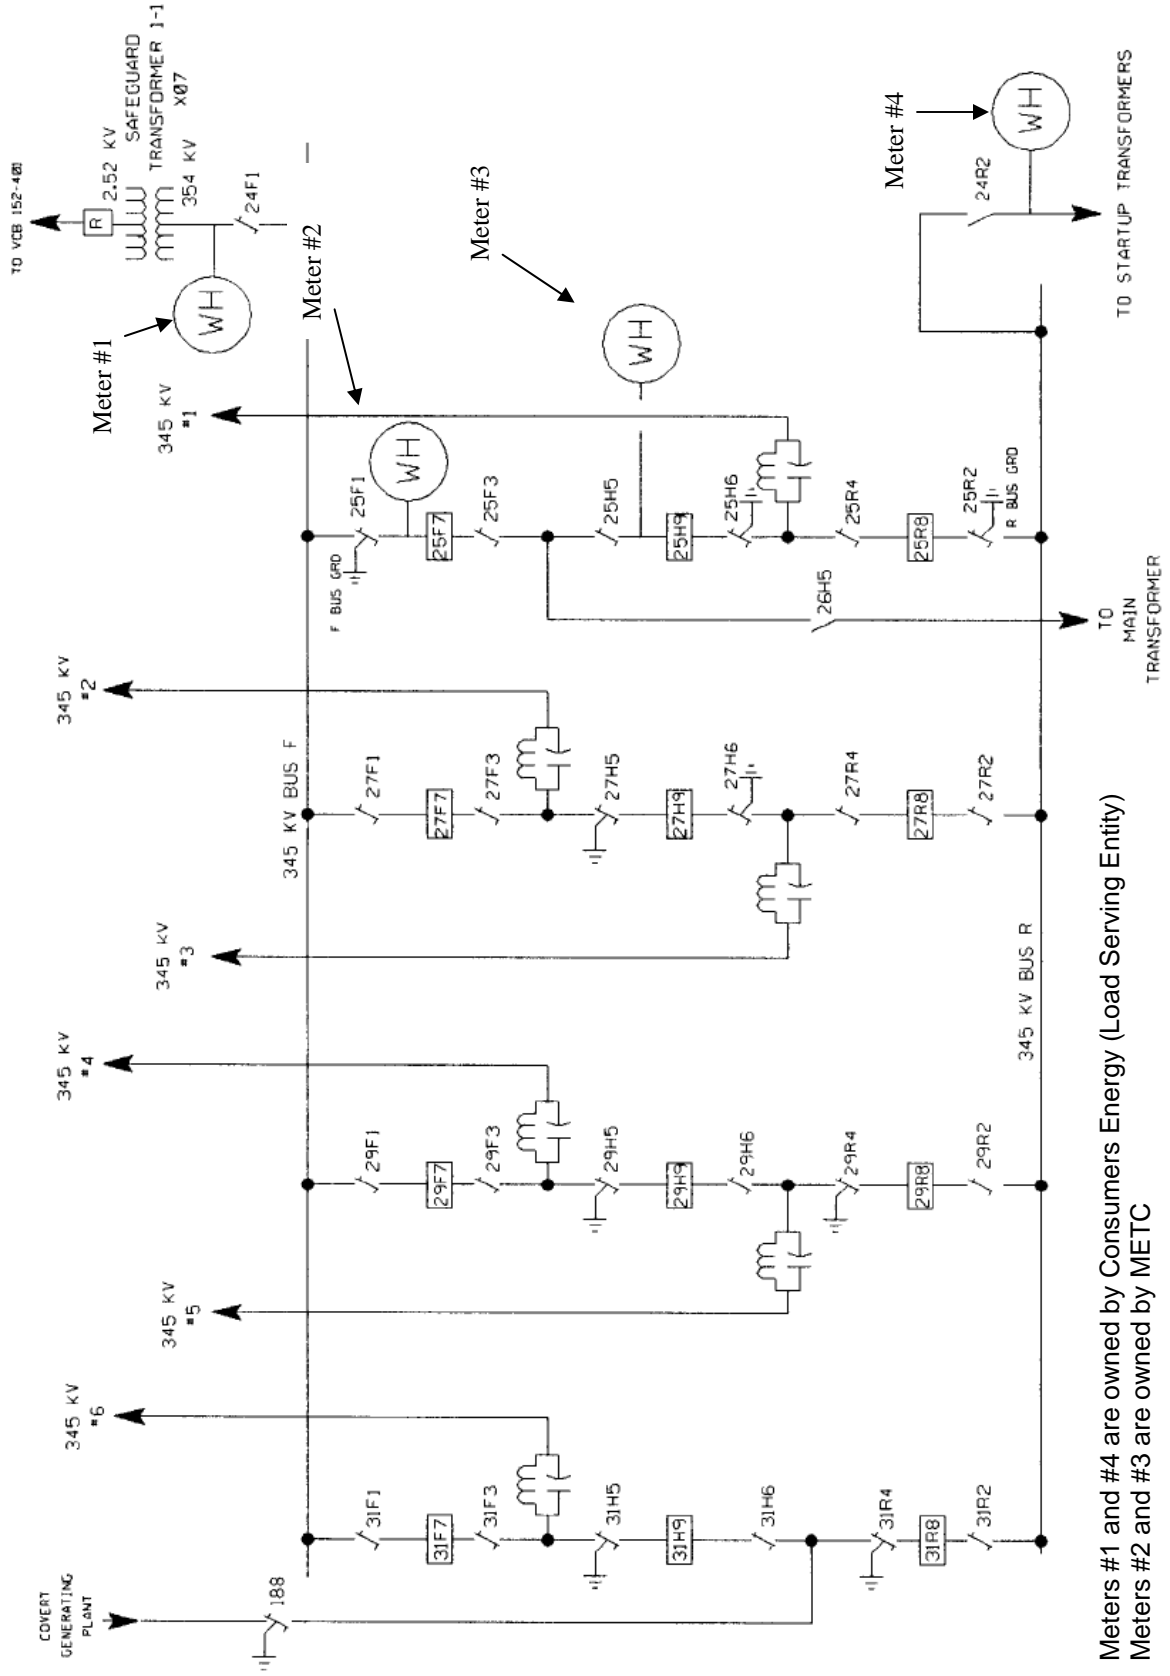 TO VCB 152-401
R
2.52 KV
SAFEGUARD
TRANSFORMER 1-1
X07
354 KV
24F1
WH
Meter #1
Meter #2
Meter #3
Meter #4
WH
24R2
TO STARTUP TRANSFORMERS
345 KV
#1
25F1
F BUS GRD
WH
25F7
25F3
25H5
WH
25H9
25H6
25R4
25R8
25R2
R BUS GRD
26H5
TO
MAIN
TRANSFORMER
345 KV
#2
345 KV BUS F
27F1
27F7
27F3
27H5
27H9
27H6
27R4
27R8
27R2
345 KV
#3
345 KV BUS R
345 KV
#4
29F1
29F7
29F3
29H5
29H9
29H6
29R4
29R8
29R2
345 KV
#5
345 KV
#6
31F1
31F7
31F3
31H5
31H9
31H6
31R4
31R8
31R2
COVERT
GENERATING
PLANT
188
Meters #1 and #4 are owned by Consumers Energy (Load Serving Entity)
Meters #2 and #3 are owned by METC